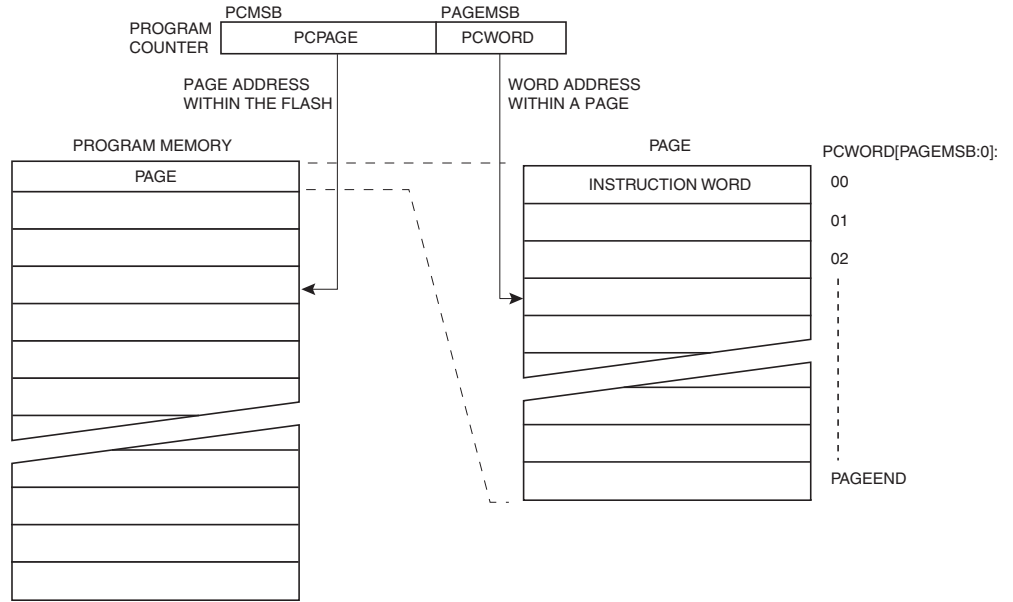 PCMSB
PAGEMSB
PROGRAM
COUNTER
PCPAGE
PCWORD
PAGE ADDRESS
WITHIN THE FLASH
WORD ADDRESS
WITHIN A PAGE
PROGRAM MEMORY
PAGE
PAGE
PCWORD[PAGEMSB:0]:
INSTRUCTION WORD
00
01
02
PAGEEND